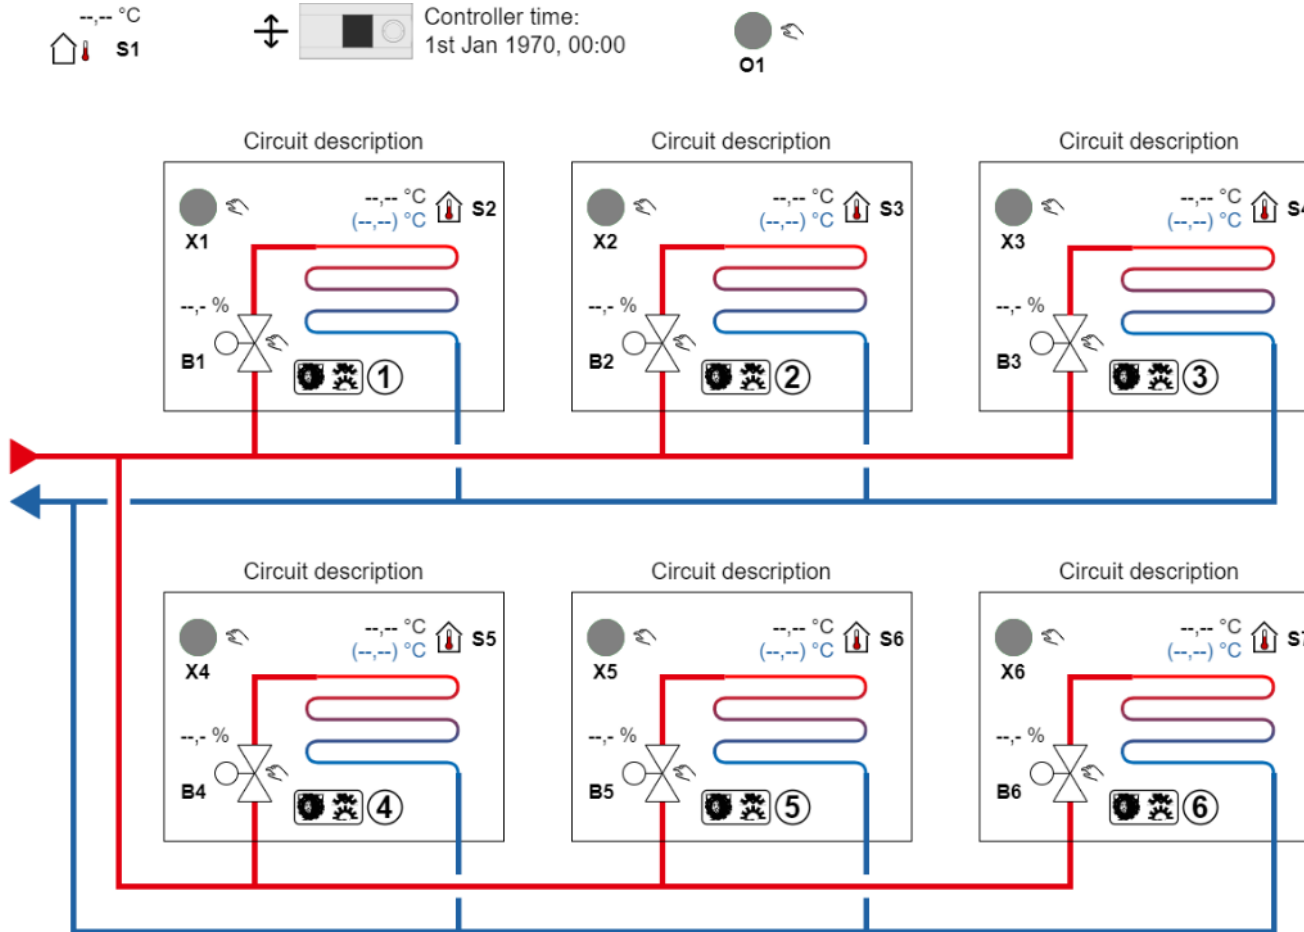 --,-- °C
S1
Controller time:
1st Jan 1970, 00:00
O1
Circuit description
Circuit description
Circuit description
X1
--,-- °C
(--,--) °C
S2
--,- %
B1
1
X2
--,-- °C
(--,--) °C
S3
--,- %
B2
2
X3
--,-- °C
(--,--) °C
S4
--,- %
B3
3
Circuit description
Circuit description
Circuit description
X4
--,-- °C
(--,--) °C
S5
--,- %
B4
4
X5
--,-- °C
(--,--) °C
S6
--,- %
B5
5
X6
--,-- °C
(--,--) °C
S7
--,- %
B6
6